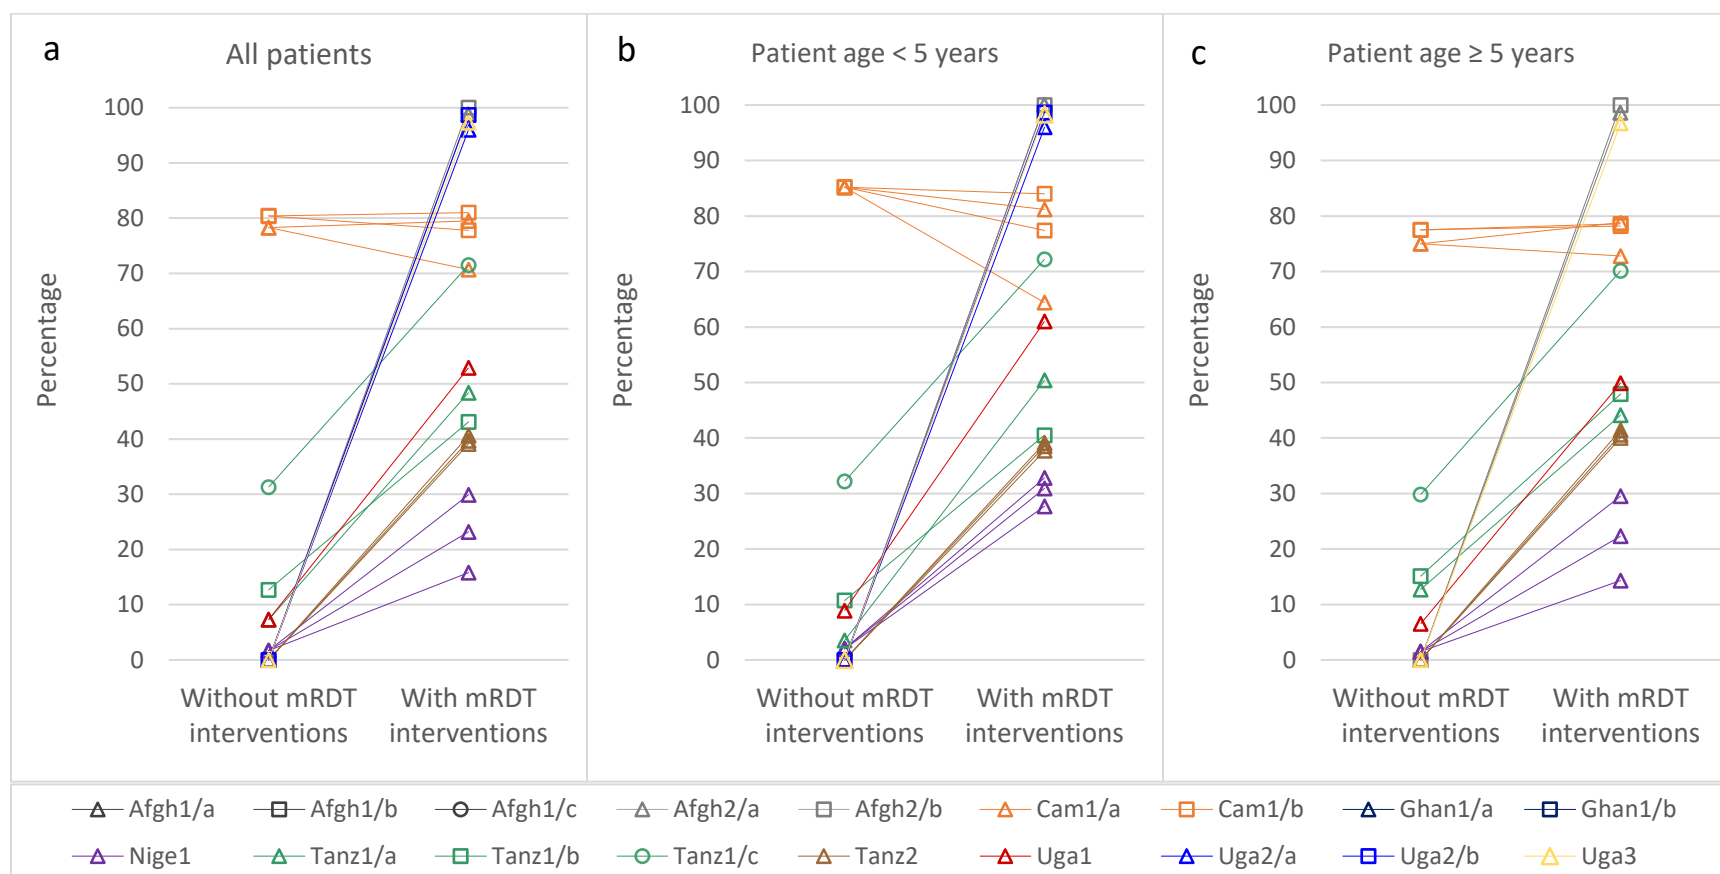 a
All patients
100
90
80
70
60
50
40
30
20
10
0
Percentage
Without mRDT
interventions
With mRDT
interventions
b
Patient age < 5 years
100
90
80
70
60
50
40
30
20
10
0
Percentage
Without mRDT
interventions
With mRDT
interventions
c
Patient age ≥ 5 years
100
90
80
70
60
50
40
30
20
10
0
Percentage
Without mRDT
interventions
With mRDT
interventions
Afgh1/a Afgh1/b Afgh1/c Afgh2/a Afgh2/b Cam1/a Cam1/b Ghan1/a Ghan1/b
Nige1 Tanz1/a Tanz1/b Tanz1/c Tanz2 Uga1 Uga2/a Uga2/b Uga3